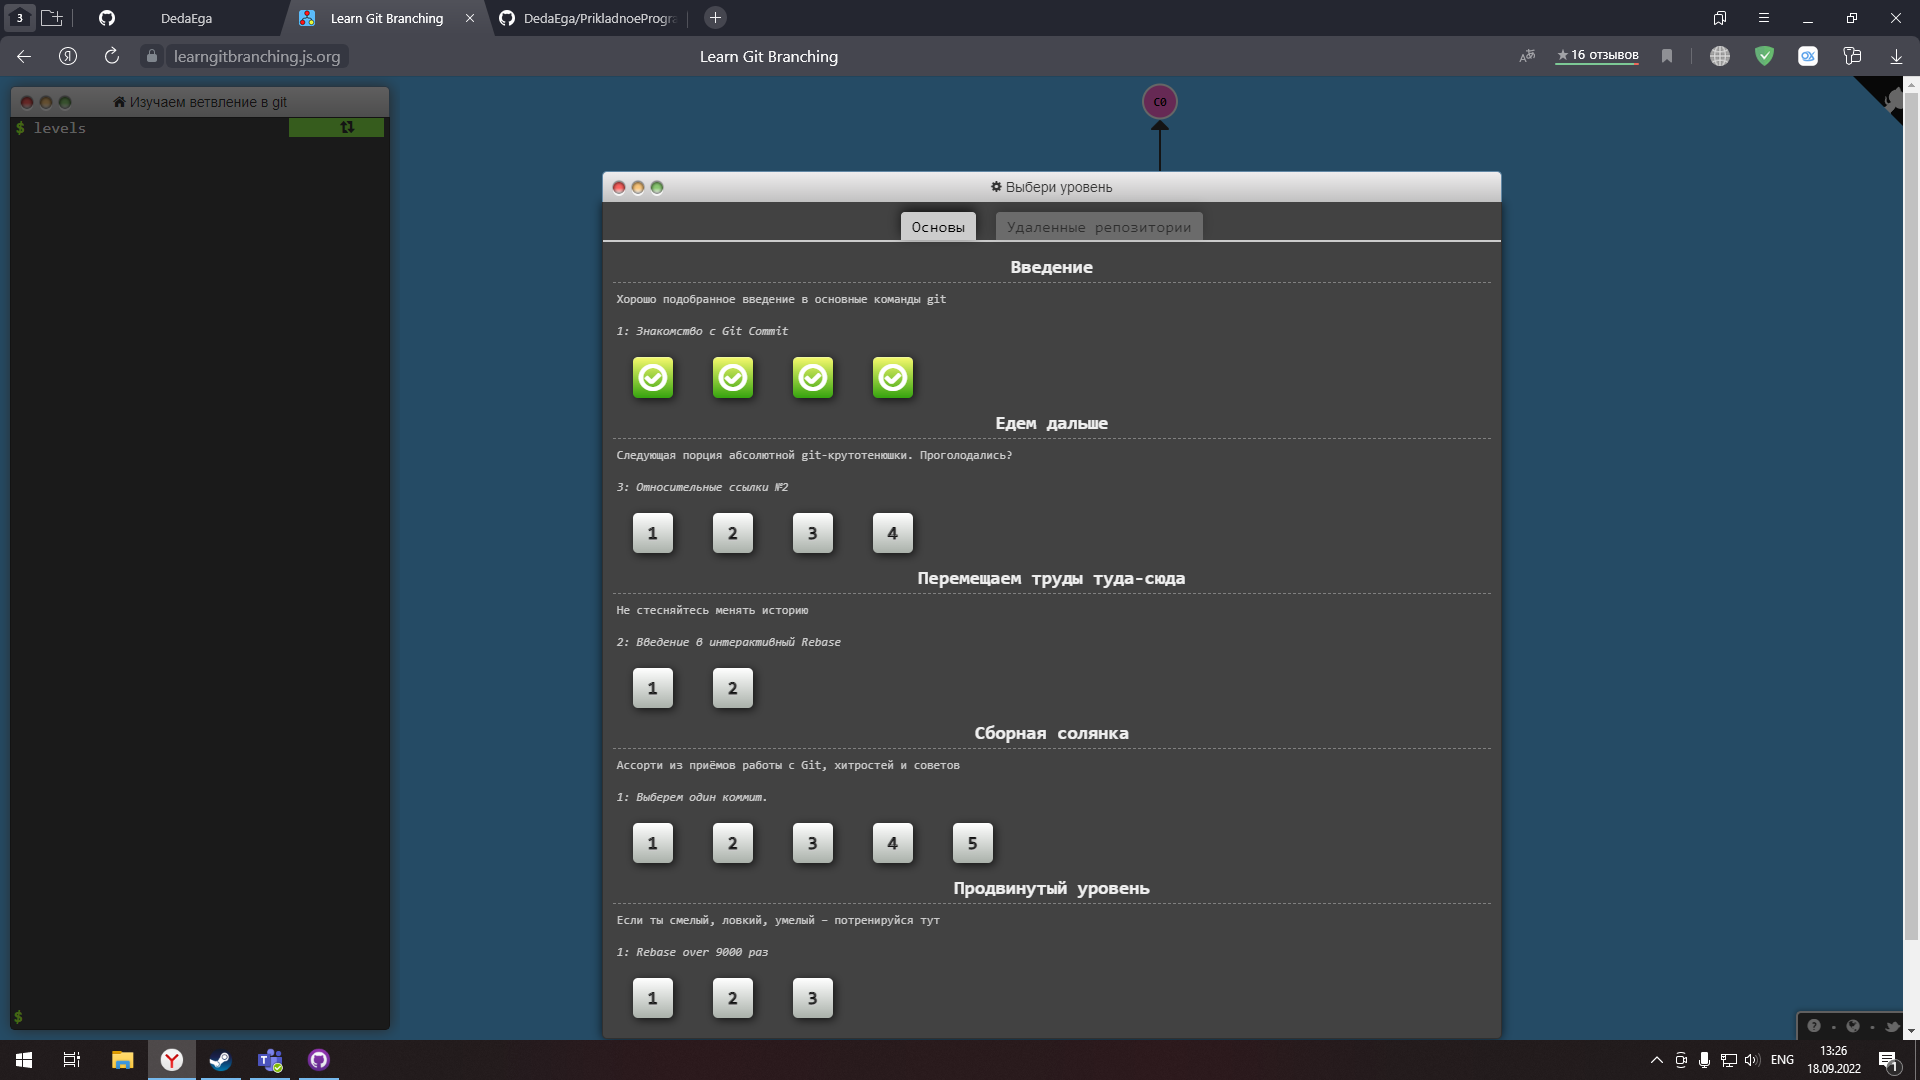 3
DedaEga
Learn Git Branching
DedaEga/PrikladnoeProgra
learngitbranching.js.org
Learn Git Branching
16 отзывов
Изучаем ветвление в git
$ levels
C0
Выбери уровень
Основы
Удаленные репозитории
Введение
Хорошо подобранное введение в основные команды git
1: Знакомство с Git Commit
Едем дальше
Следующая порция абсолютной git-крутотенюшки. Проголодались?
3: Относительные ссылки №2
1 2 3 4
Перемещаем труды туда-сюда
Не стесняйтесь менять историю
2: Введение в интерактивный Rebase
1 2
Сборная солянка
Ассорти из приёмов работы с Git, хитростей и советов
1: Выберем один коммит.
1 2 3 4 5
Продвинутый уровень
Если ты смелый, ловкий, умелый – потренируйся тут
1: Rebase over 9000 раз
1 2 3
$
ENG
13:26
18.09.2022
1